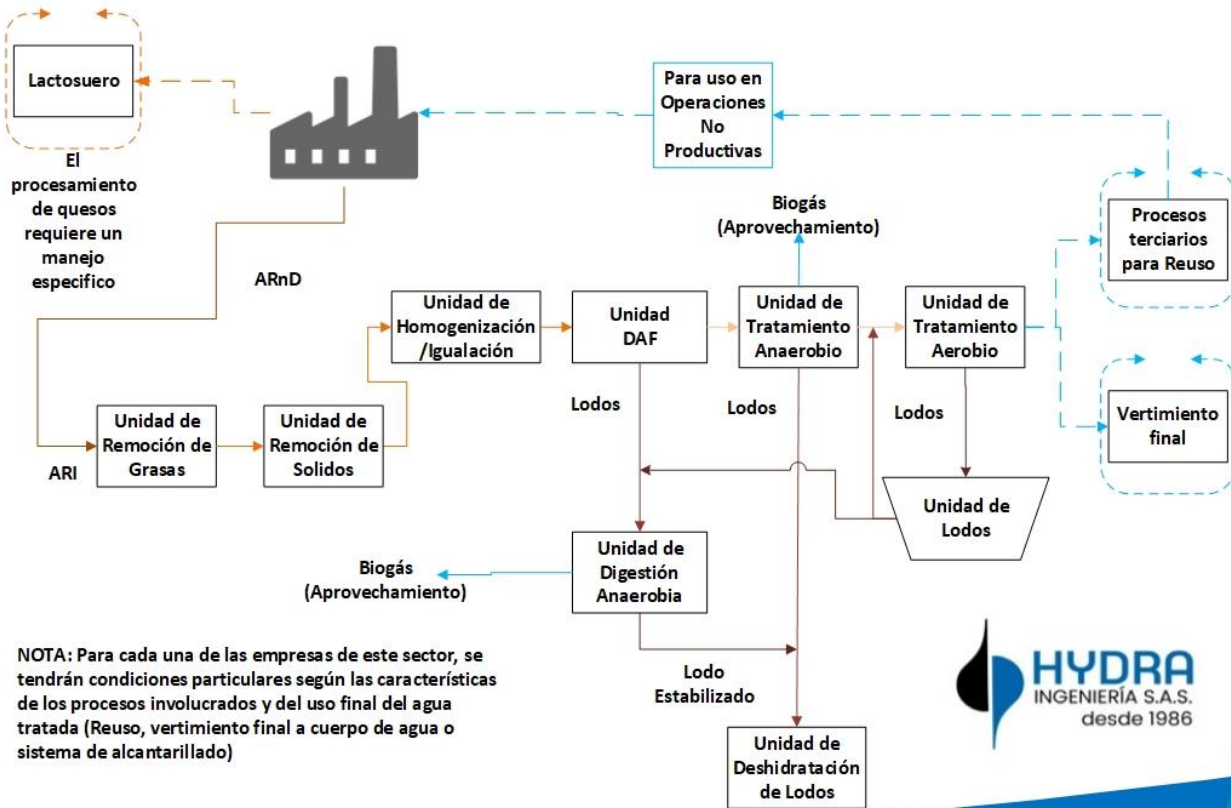 Lactosuero
El
procesamiento
de quesos
requiere un
manejo
especifico
Para uso en
Operaciones
No
Productivas
Procesos
terciarios
para Reuso
Biogás
(Aprovechamiento)
ARnD
Unidad de
Homogenización
/Igualación
Unidad
DAF
Unidad de
Tratamiento
Anaerobio
Unidad de
Tratamiento
Aerobio
Vertimiento
final
Lodos
Lodos
Lodos
ARI
Unidad de
Remoción de
Grasas
Unidad de
Remoción de
Solidos
Unidad de
Lodos
Biogás
(Aprovechamiento)
Unidad de
Digestión
Anaerobia
Lodo
Estabilizado
Unidad de
Deshidratación
de Lodos
NOTA: Para cada una de las empresas de este sector, se
tendrán condiciones particulares según las características
de los procesos involucrados y del uso final del agua
tratada (Reuso, vertimiento final a cuerpo de agua o
sistema de alcantarillado)
HYDRA
INGENIERÍA S.A.S.
desde 1986